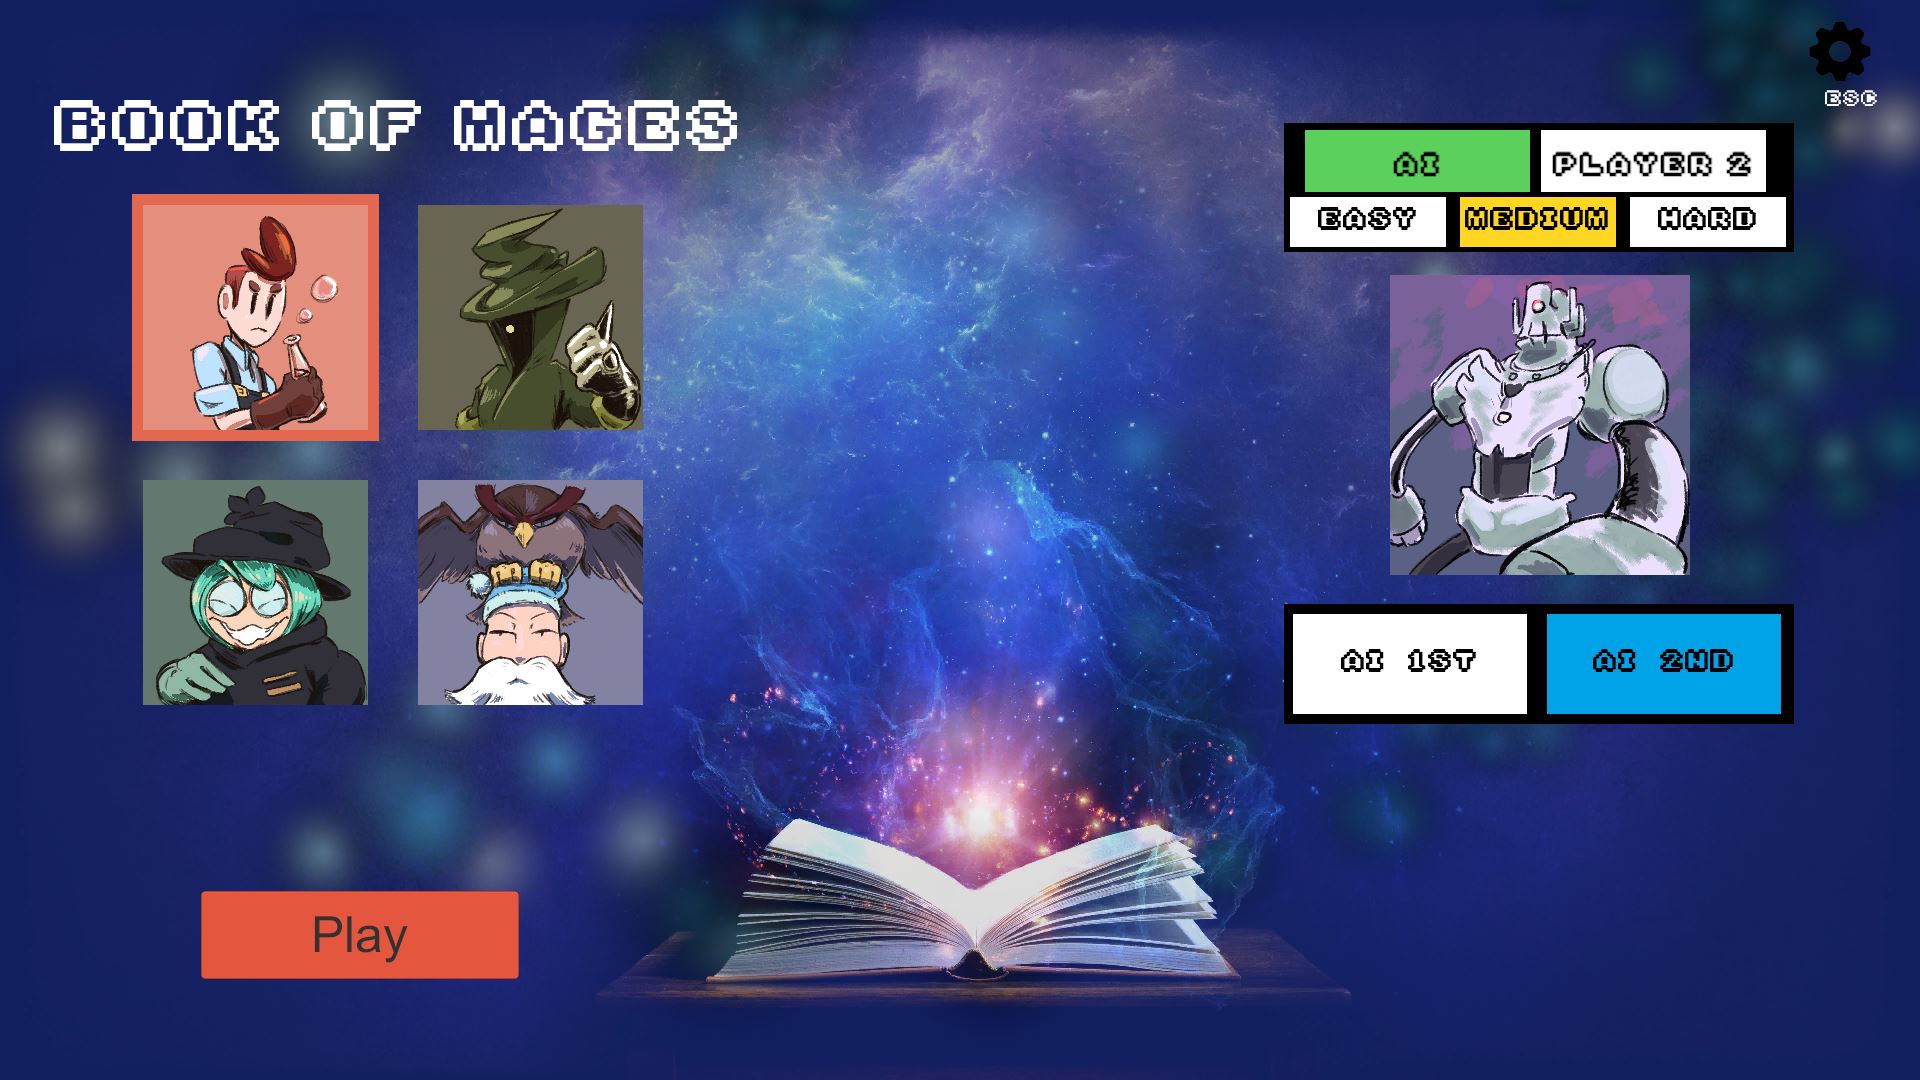 ESC
BOOK OF MAGES
AI
PLAYER 2
EASY
MEDIUM
HARD
AI 1ST
AI 2ND
Play